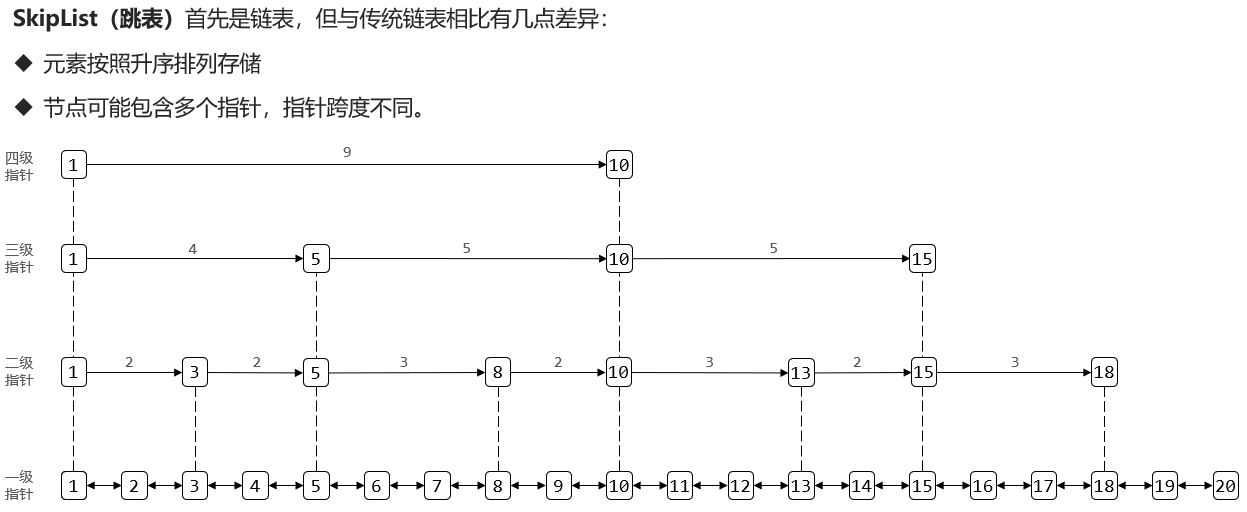 SkipList（跳表）首先是链表，但与传统链表相比有几点差异：
◆ 元素按照升序排列存储
◆ 节点可能包含多个指针，指针跨度不同。
四级
指针
1 9 10
三级
指针
1 4 5 5 10 5 15
二级
指针
1 2 3 2 5 3 8 2 10 3 13 2 15 3 18
一级
指针
1 2 3 4 5 6 7 8 9 10 11 12 13 14 15 16 17 18 19 20